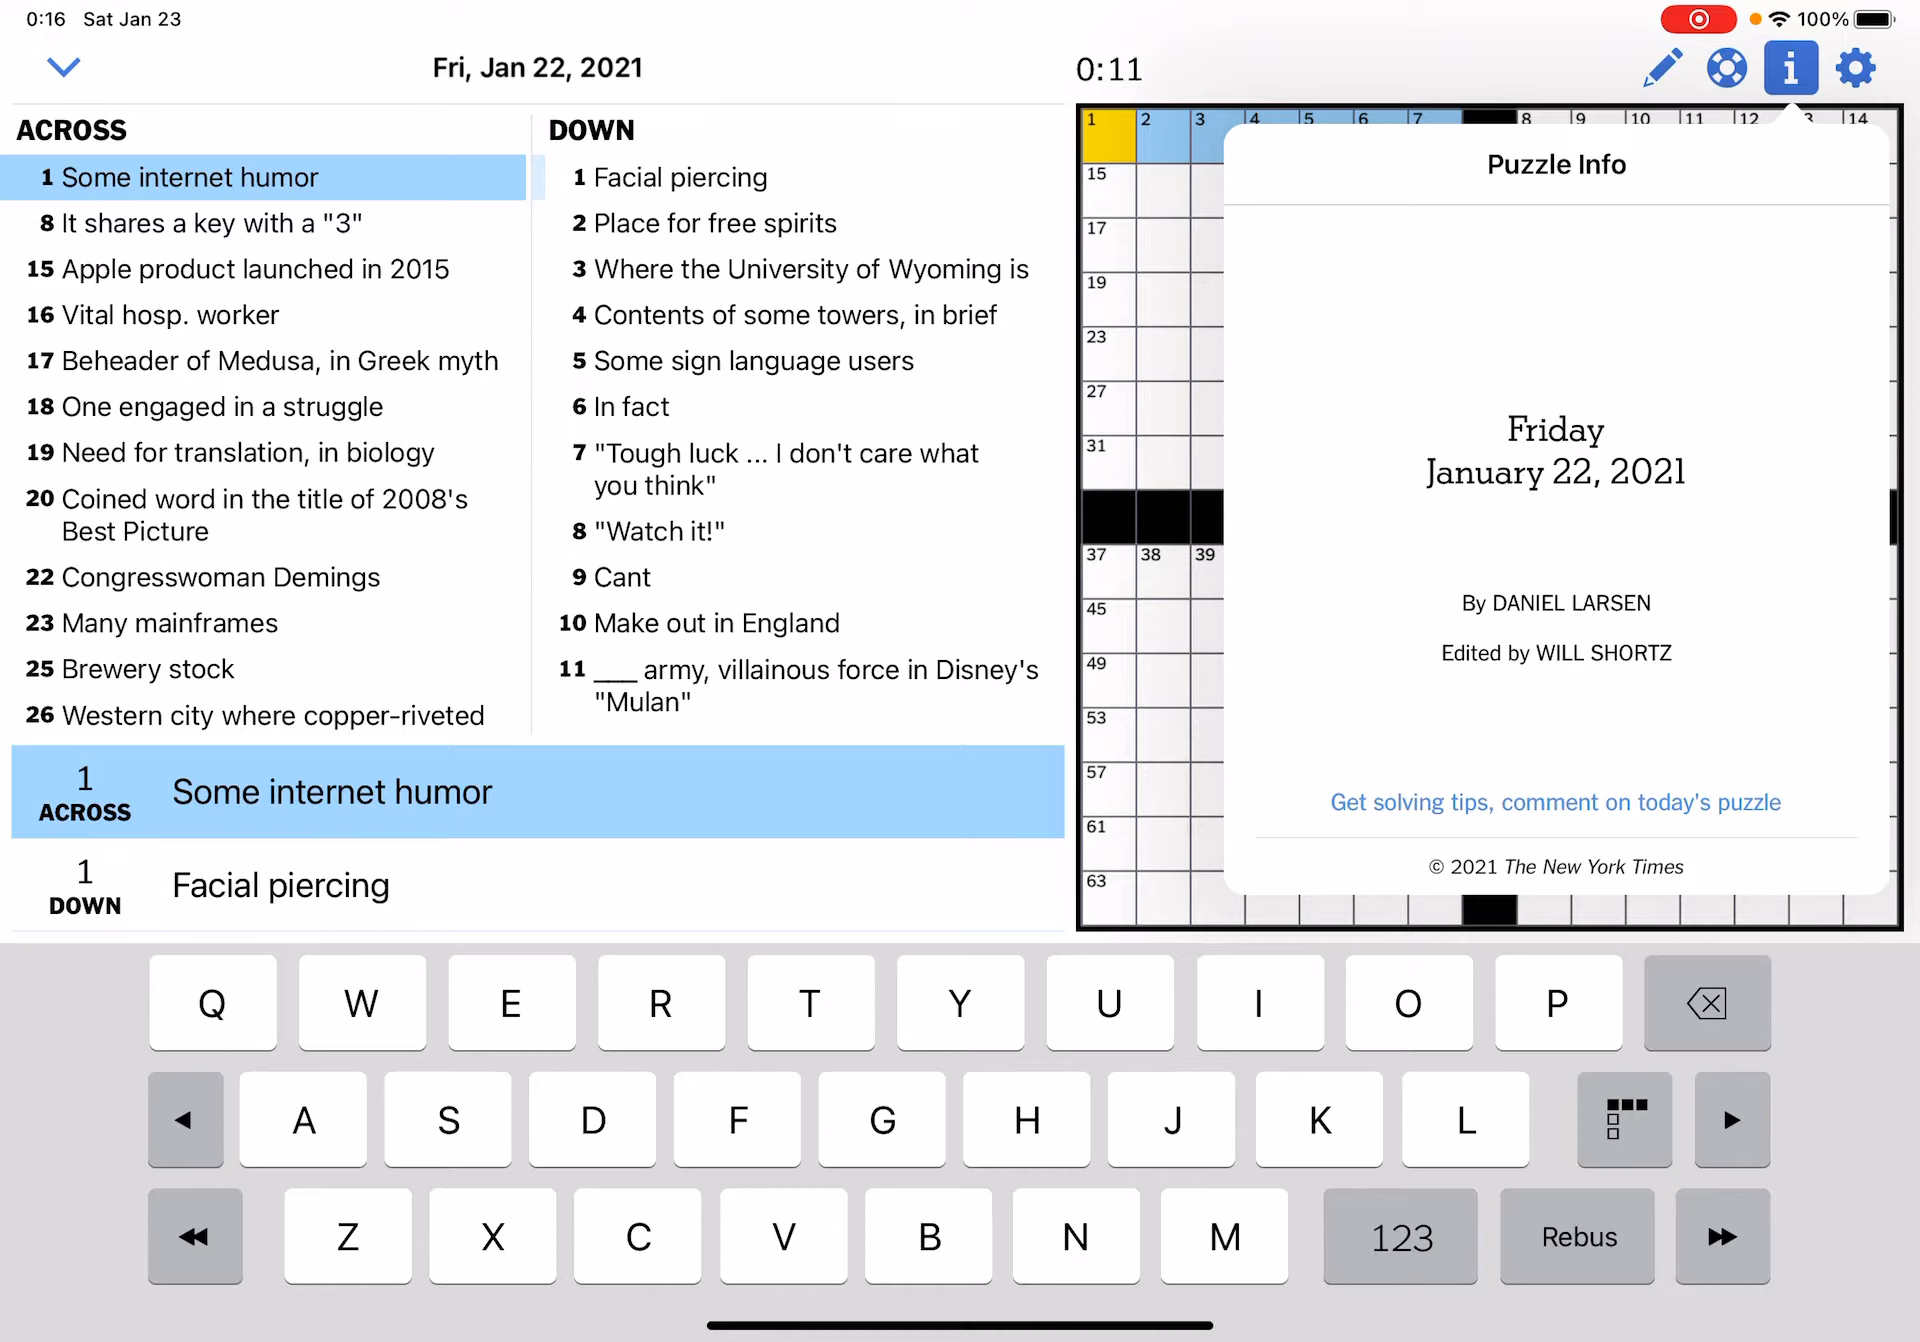 0:16 Sat Jan 23
100%
Fri, Jan 22, 2021
0:11
ACROSS
1 Some internet humor
8 It shares a key with a "3"
15 Apple product launched in 2015
16 Vital hosp. worker
17 Beheader of Medusa, in Greek myth
18 One engaged in a struggle
19 Need for translation, in biology
20 Coined word in the title of 2008's
Best Picture
22 Congresswoman Demings
23 Many mainframes
25 Brewery stock
26 Western city where copper-riveted
DOWN
1 Facial piercing
2 Place for free spirits
3 Where the University of Wyoming is
4 Contents of some towers, in brief
5 Some sign language users
6 In fact
7 "Tough luck ... I don't care what
you think"
8 "Watch it!"
9 Cant
10 Make out in England
11 ___ army, villainous force in Disney's
"Mulan"
1 ACROSS Some internet humor
1 DOWN Facial piercing
1 2 3 4 5 6 7 8 9 10 11 12 3 14
15
17
19
23
27
31
37 38 39
45
49
53
57
61
63
Puzzle Info
Friday
January 22, 2021
By DANIEL LARSEN
Edited by WILL SHORTZ
Get solving tips, comment on today's puzzle
© 2021 The New York Times
Q W E R T Y U I O P
A S D F G H J K L
Z X C V B N M 123 Rebus